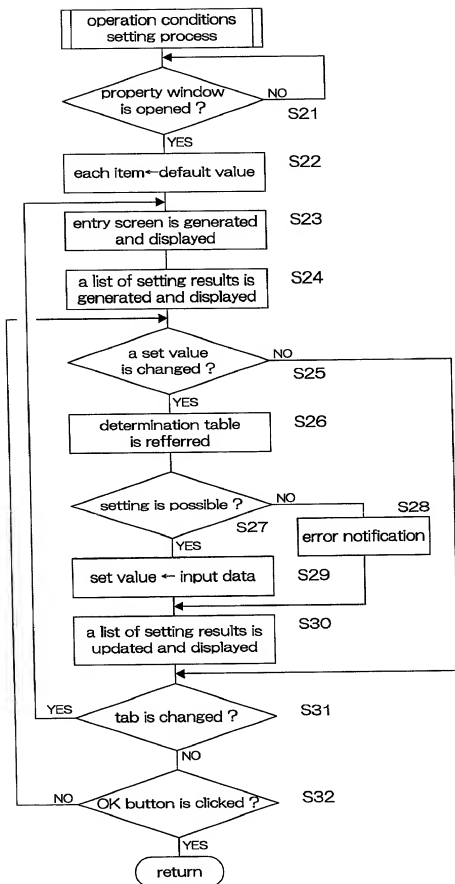 operation conditions
setting process
property window
is opened ?
NO
S21
YES
S22
each item←default value
S23
entry screen is generated
and displayed
S24
a list of setting results is
generated and displayed
a set value
is changed ?
NO
S25
YES
S26
determination table
is refferred
setting is possible ?
NO
S27
S28
error notification
YES
set value ← input data
S29
S30
a list of setting results is
updated and displayed
YES
tab is changed ?
S31
NO
NO
OK button is clicked ?
S32
YES
return